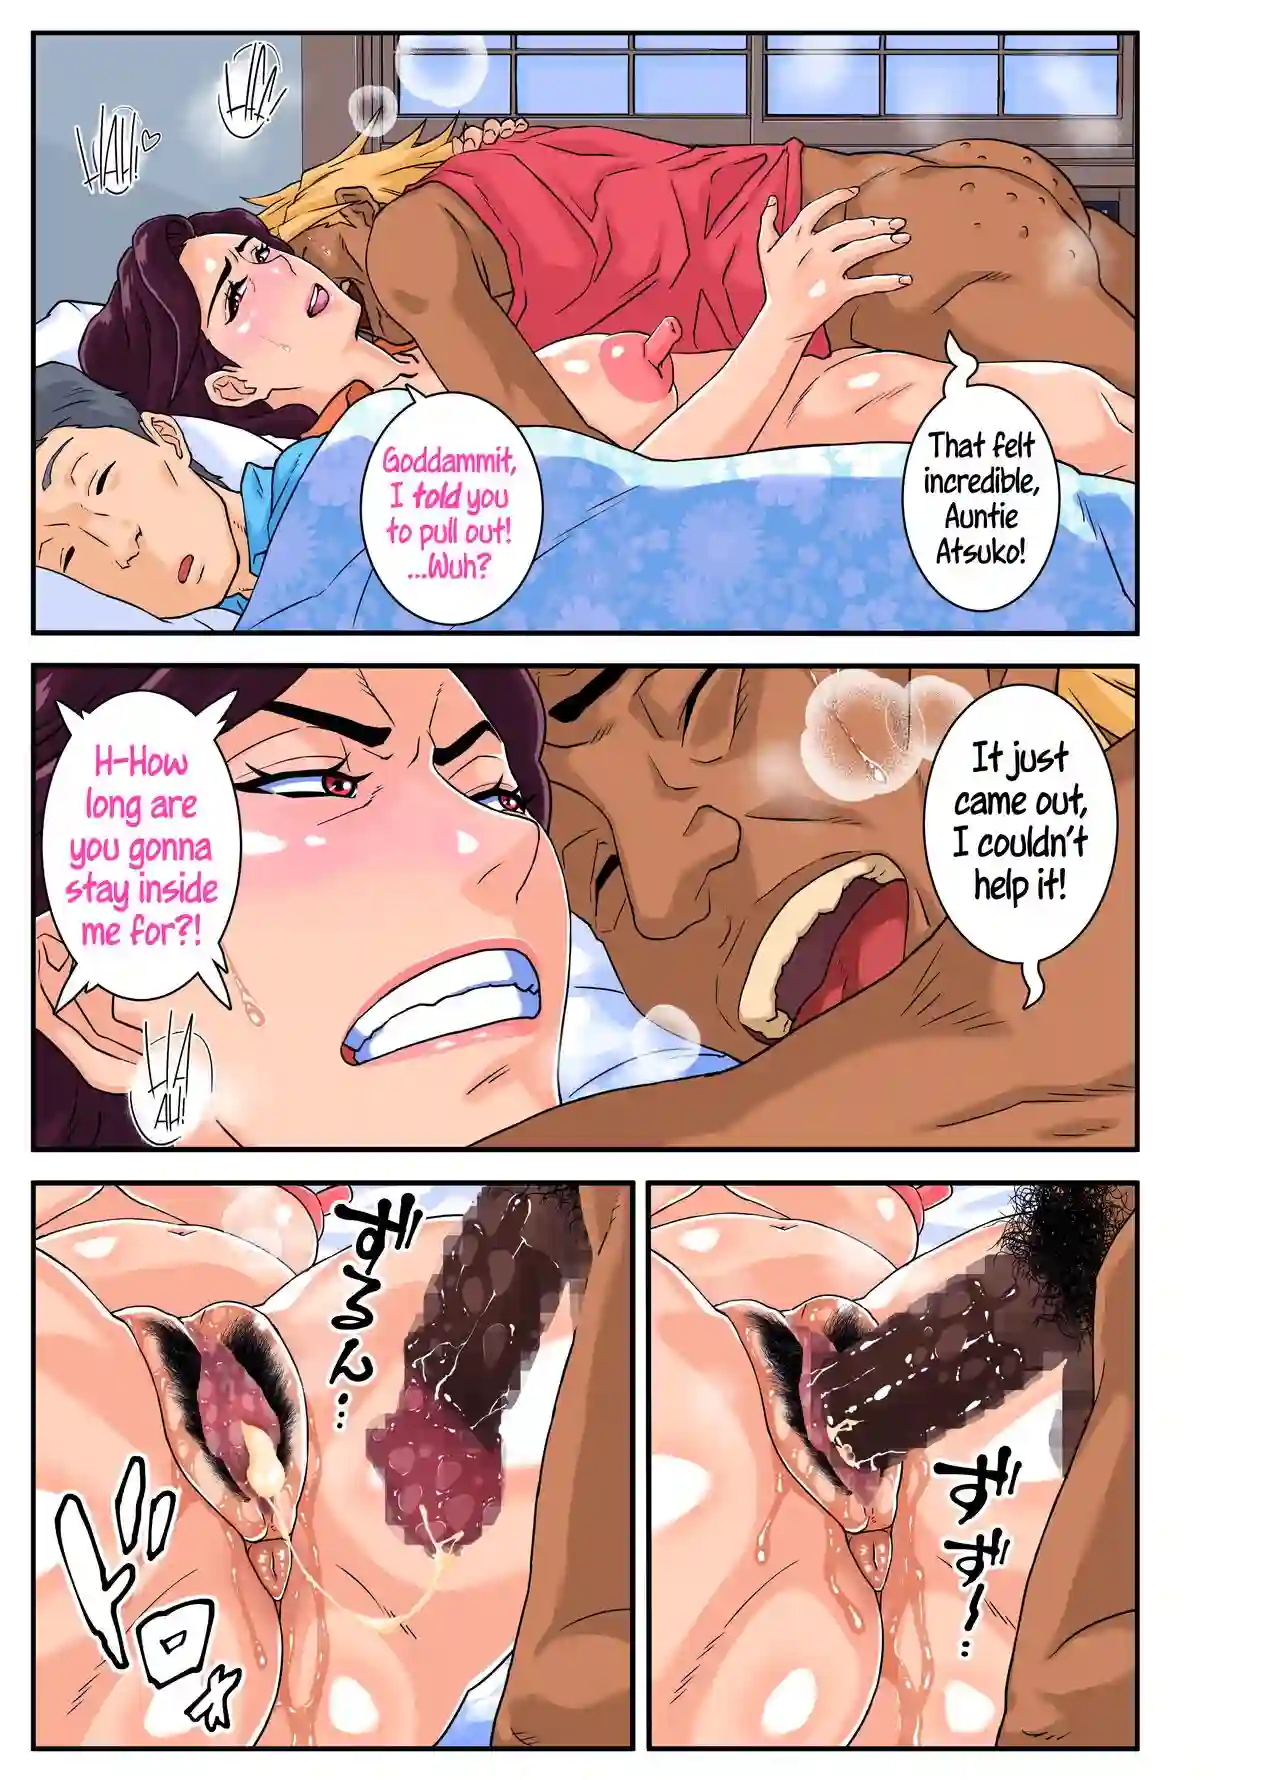 That felt
incredible,
Auntie
Atsuko!
Goddammit,
I told you
to pull out!
...Wuh?
HA!!
HAH!♡
It just
came out,
I couldn't
help it!
H-How
long are
you gonna
stay inside
me for?!
HA
AH!
ず
ずず〜…
ずるん…
ドロォ